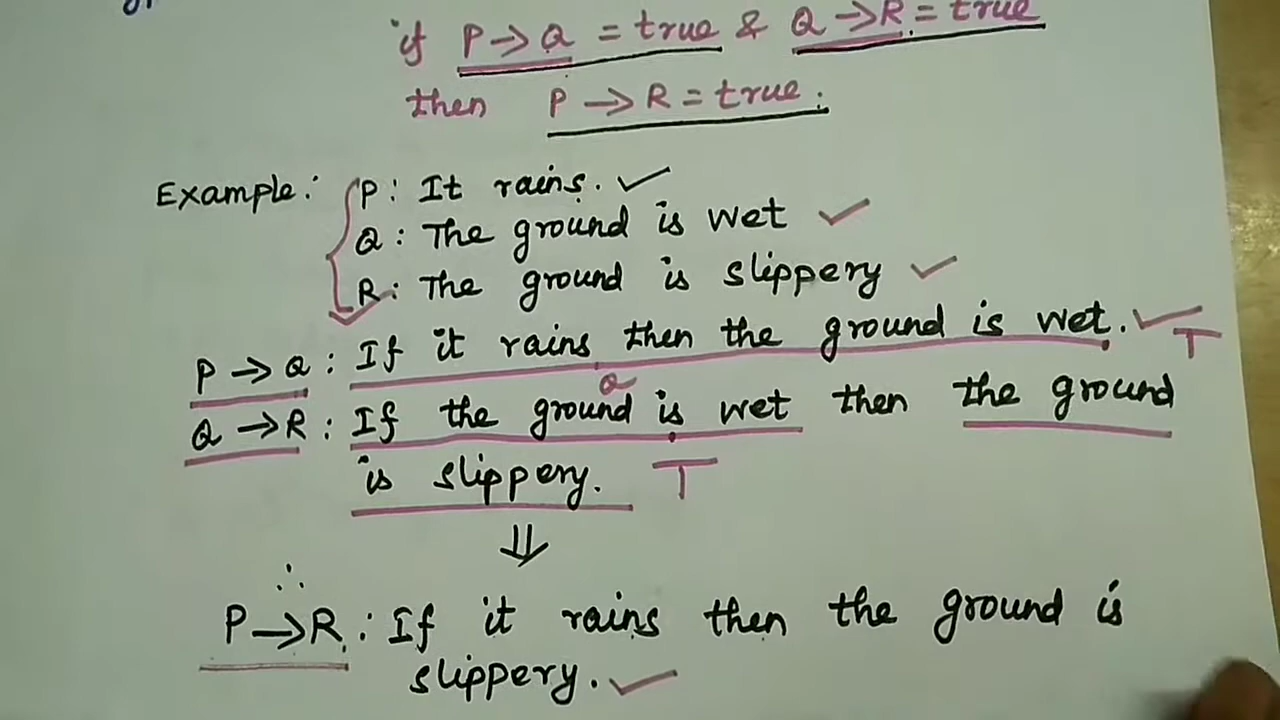 if P → Q = true & Q → R = true
then P → R = true.
Example: P: It rains.
Q: The ground is wet
R: The ground is slippery
P → Q : If it rains then the ground is wet. T
Q
Q → R : If the ground is wet then the ground
is slippery. T
⇓
∴
P → R : If it rains then the ground is
slippery.